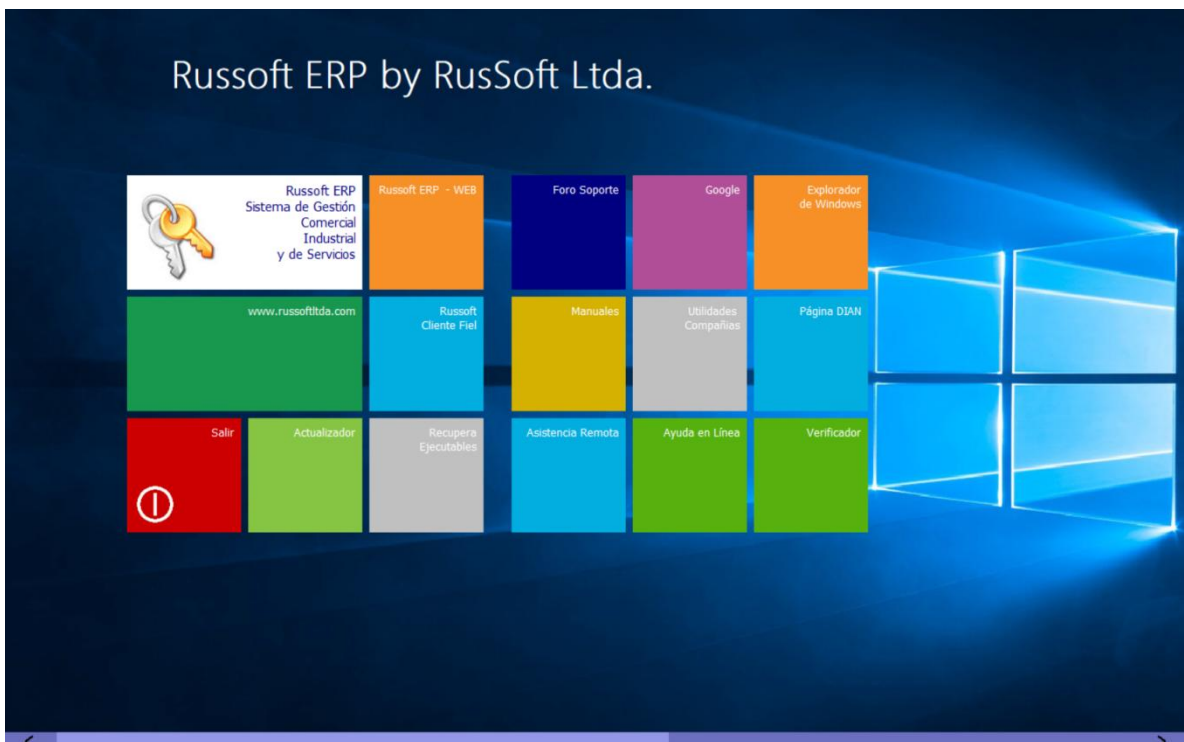 Russoft ERP by RusSoft Ltda.
Russoft ERP
Sistema de Gestión
Comercial
Industrial
y de Servicios
Russoft ERP - WEB
Foro Soporte
Google
Explorador
de Windows
www.russoftltda.com
Russoft
Cliente Fiel
Manuales
Utilidades
Compañias
Página DIAN
Salir
Actualizador
Recupera
Ejecutables
Asistencia Remota
Ayuda en Línea
Verificador